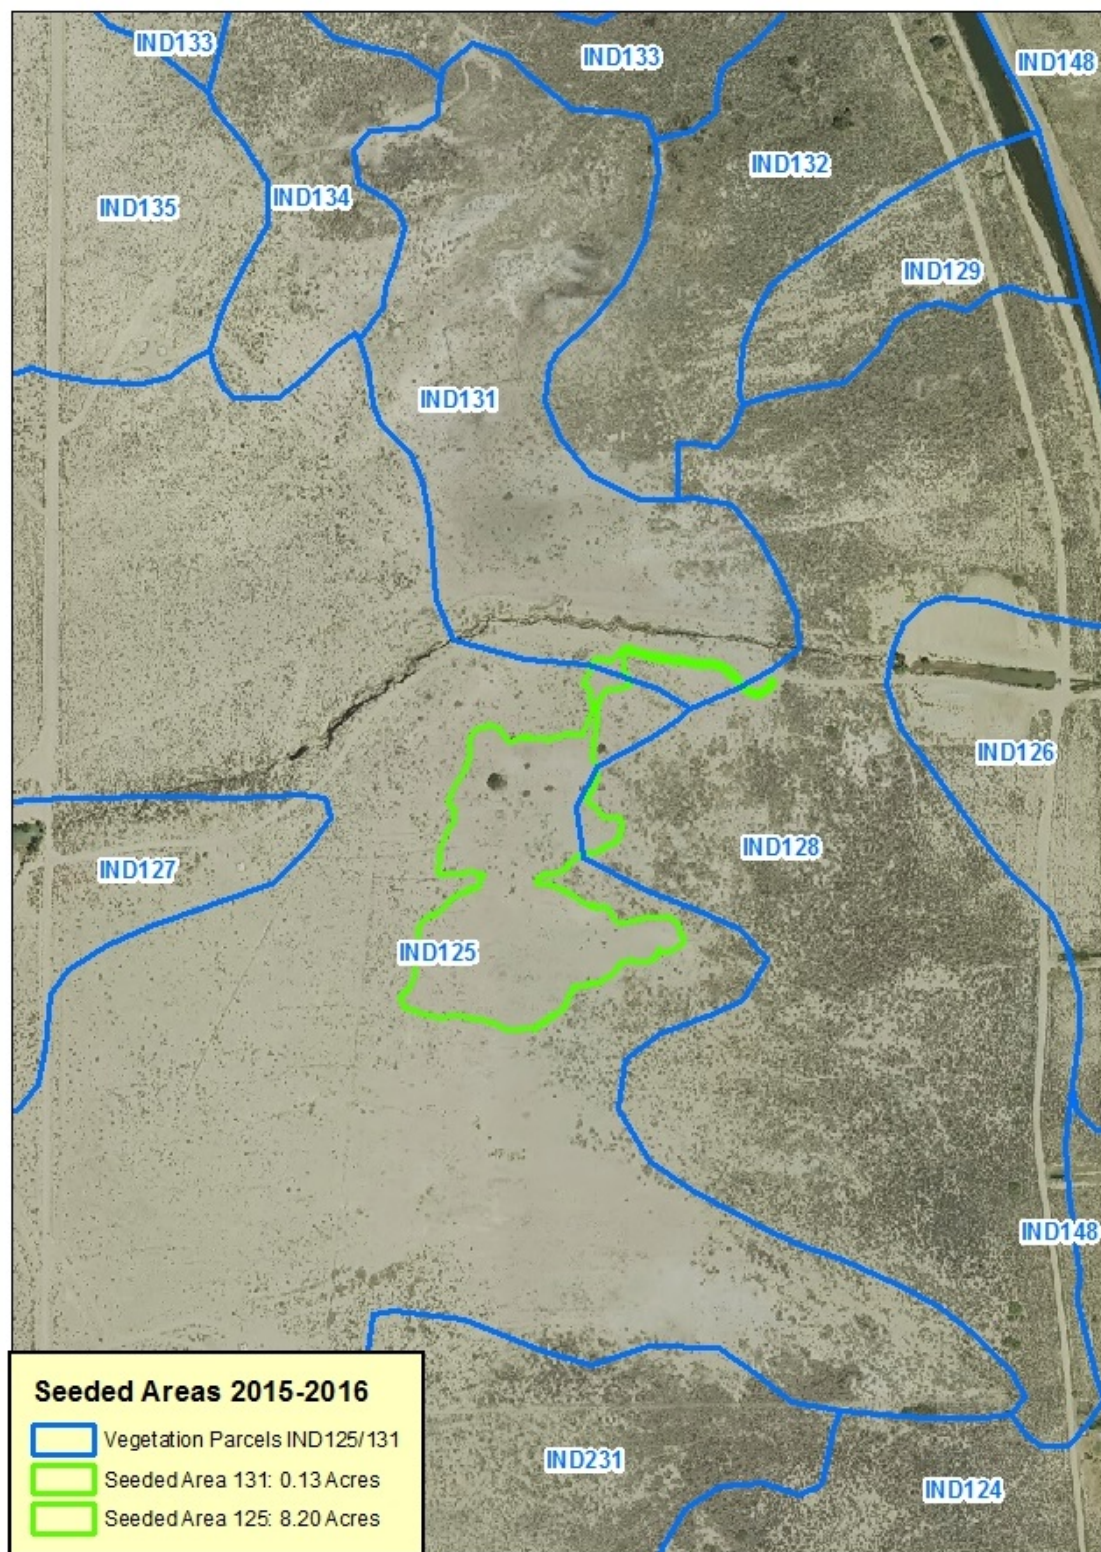 IND133
IND133
IND148
IND132
IND134
IND135
IND129
IND131
IND126
IND128
IND127
IND125
IND148
IND231
IND124
Seeded Areas 2015-2016
Vegetation Parcels IND125/131
Seeded Area 131: 0.13 Acres
Seeded Area 125: 8.20 Acres